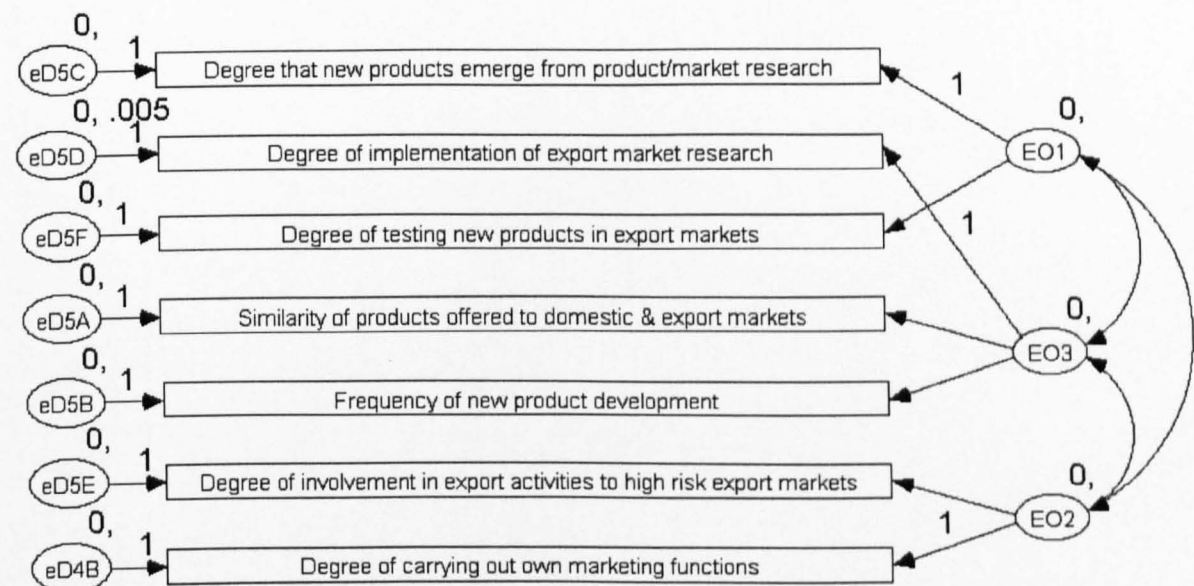 0,
1
eD5C
Degree that new products emerge from product/market research
1
0,
0, .005
1
eD5D
Degree of implementation of export market research
EO1
0,
1
eD5F
Degree of testing new products in export markets
1
0,
1
eD5A
Similarity of products offered to domestic & export markets
0,
EO3
0,
1
eD5B
Frequency of new product development
0,
1
eD5E
Degree of involvement in export activities to high risk export markets
0,
1
EO2
0,
1
eD4B
Degree of carrying out own marketing functions